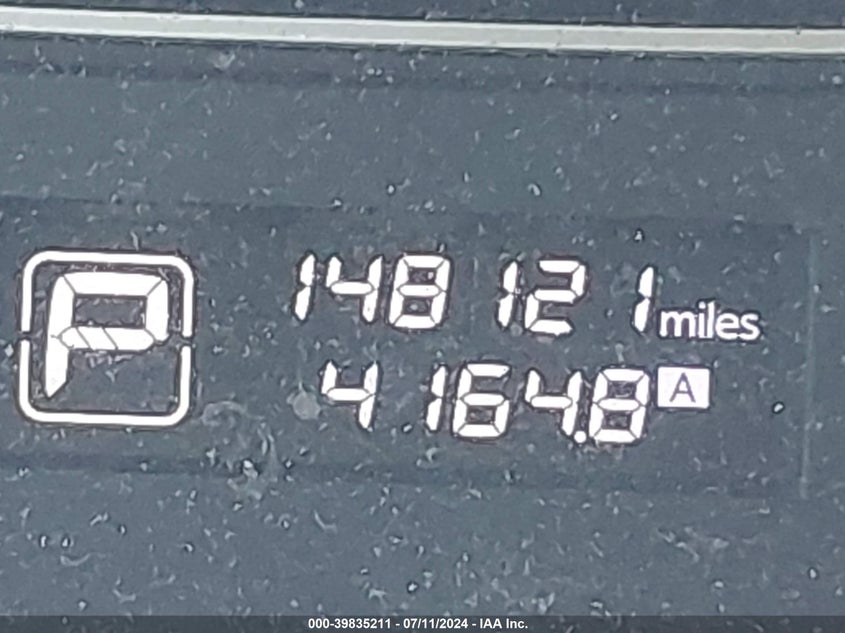 P
148121 miles
4164.8 A
000-39835211 - 07/11/2024 - IAA Inc.